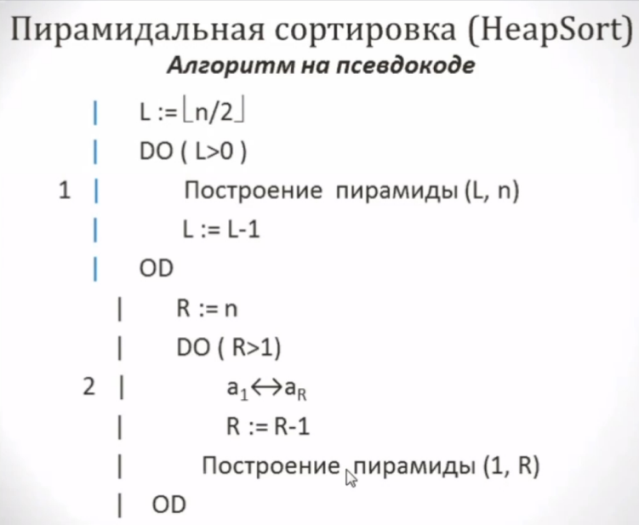 Пирамидальная сортировка (HeapSort)
Алгоритм на псевдокоде
| L := ⌊n/2⌋
| DO ( L>0 )
1 | Построение пирамиды (L, n)
| L := L-1
| OD
| R := n
| DO ( R>1)
2 | a₁↔aR
| R := R-1
| Построение пирамиды (1, R)
| OD